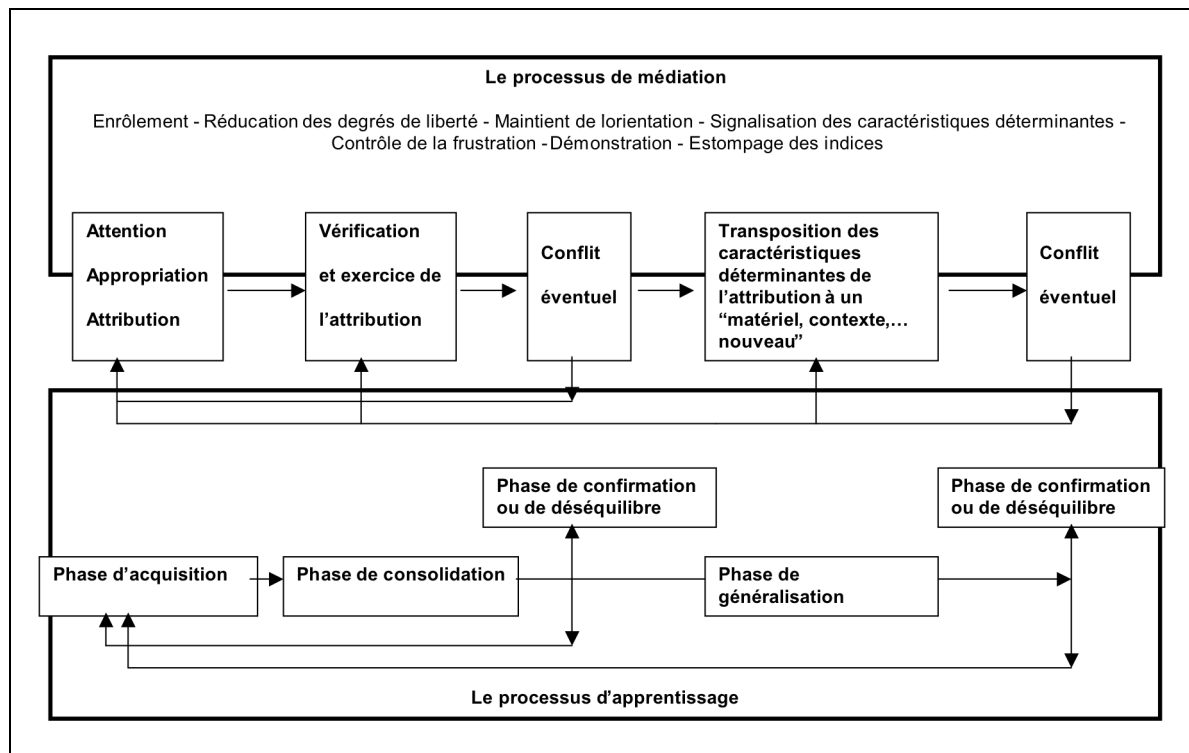 Le processus de médiation
Enrôlement - Réducation des degrés de liberté - Maintient de lorientation - Signalisation des caractéristiques déterminantes -
Contrôle de la frustration - Démonstration - Estompage des indices
Attention
Appropriation
Attribution
Vérification
et exercice de
l’attribution
Conflit
éventuel
Transposition des
caractéristiques
déterminantes de
l’attribution à un
“matériel, contexte,…
nouveau”
Conflit
éventuel
Phase de confirmation
ou de déséquilibre
Phase de confirmation
ou de déséquilibre
Phase d’acquisition
Phase de consolidation
Phase de
généralisation
Le processus d’apprentissage